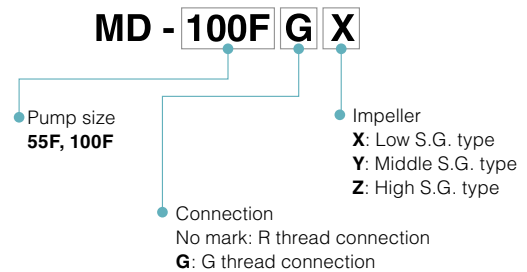 MD - 100F G X
Pump size
55F, 100F
Impeller
X: Low S.G. type
Y: Middle S.G. type
Z: High S.G. type
Connection
No mark: R thread connection
G: G thread connection